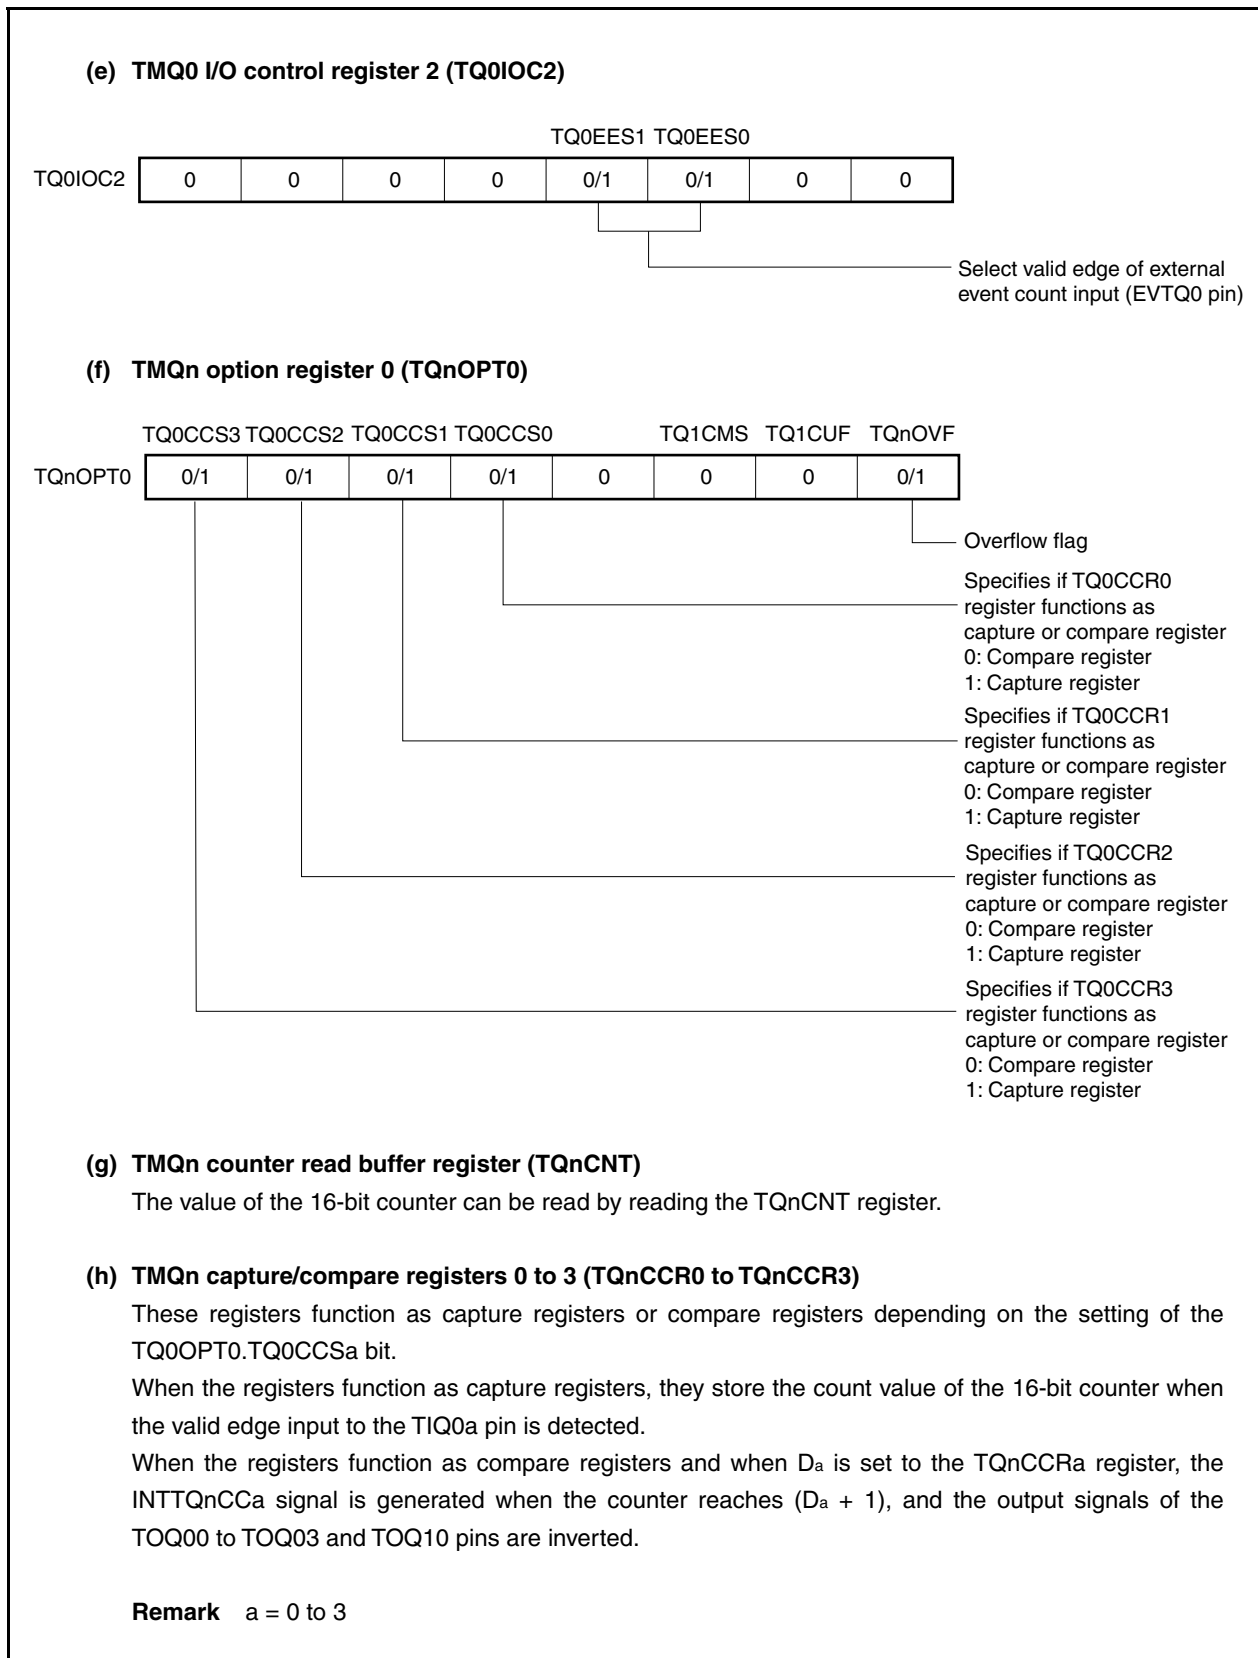 (e) TMQ0 I/O control register 2 (TQ0IOC2)
TQ0EES1 TQ0EES0
TQ0IOC2 0 0 0 0 0/1 0/1 0 0
Select valid edge of external
event count input (EVTQ0 pin)
(f) TMQn option register 0 (TQnOPT0)
TQ0CCS3 TQ0CCS2 TQ0CCS1 TQ0CCS0 TQ1CMS TQ1CUF TQnOVF
TQnOPT0 0/1 0/1 0/1 0/1 0 0 0 0/1
Overflow flag
Specifies if TQ0CCR0
register functions as
capture or compare register
0: Compare register
1: Capture register
Specifies if TQ0CCR1
register functions as
capture or compare register
0: Compare register
1: Capture register
Specifies if TQ0CCR2
register functions as
capture or compare register
0: Compare register
1: Capture register
Specifies if TQ0CCR3
register functions as
capture or compare register
0: Compare register
1: Capture register
(g) TMQn counter read buffer register (TQnCNT)
The value of the 16-bit counter can be read by reading the TQnCNT register.
(h) TMQn capture/compare registers 0 to 3 (TQnCCR0 to TQnCCR3)
These registers function as capture registers or compare registers depending on the setting of the
TQ0OPT0.TQ0CCSa bit.
When the registers function as capture registers, they store the count value of the 16-bit counter when
the valid edge input to the TIQ0a pin is detected.
When the registers function as compare registers and when Da is set to the TQnCCRa register, the
INTTQnCCa signal is generated when the counter reaches (Da + 1), and the output signals of the
TOQ00 to TOQ03 and TOQ10 pins are inverted.
Remark a = 0 to 3